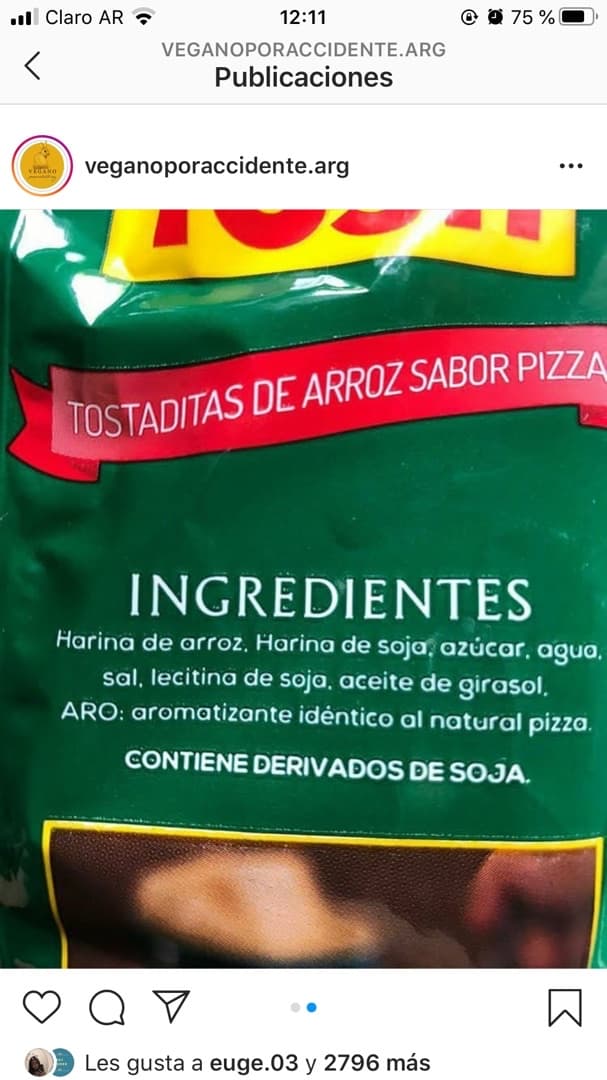 Claro AR 12:11 75 %
VEGANOPORACCIDENTE.ARG
Publicaciones
VEGANO
veganoporaccidente.arg
TOSTADITAS DE ARROZ SABOR PIZZA
INGREDIENTES
Harina de arroz, Harina de soja, azúcar, agua,
sal, lecitina de soja, aceite de girasol,
ARO: aromatizante idéntico al natural pizza.
CONTIENE DERIVADOS DE SOJA.
Les gusta a euge.03 y 2796 más